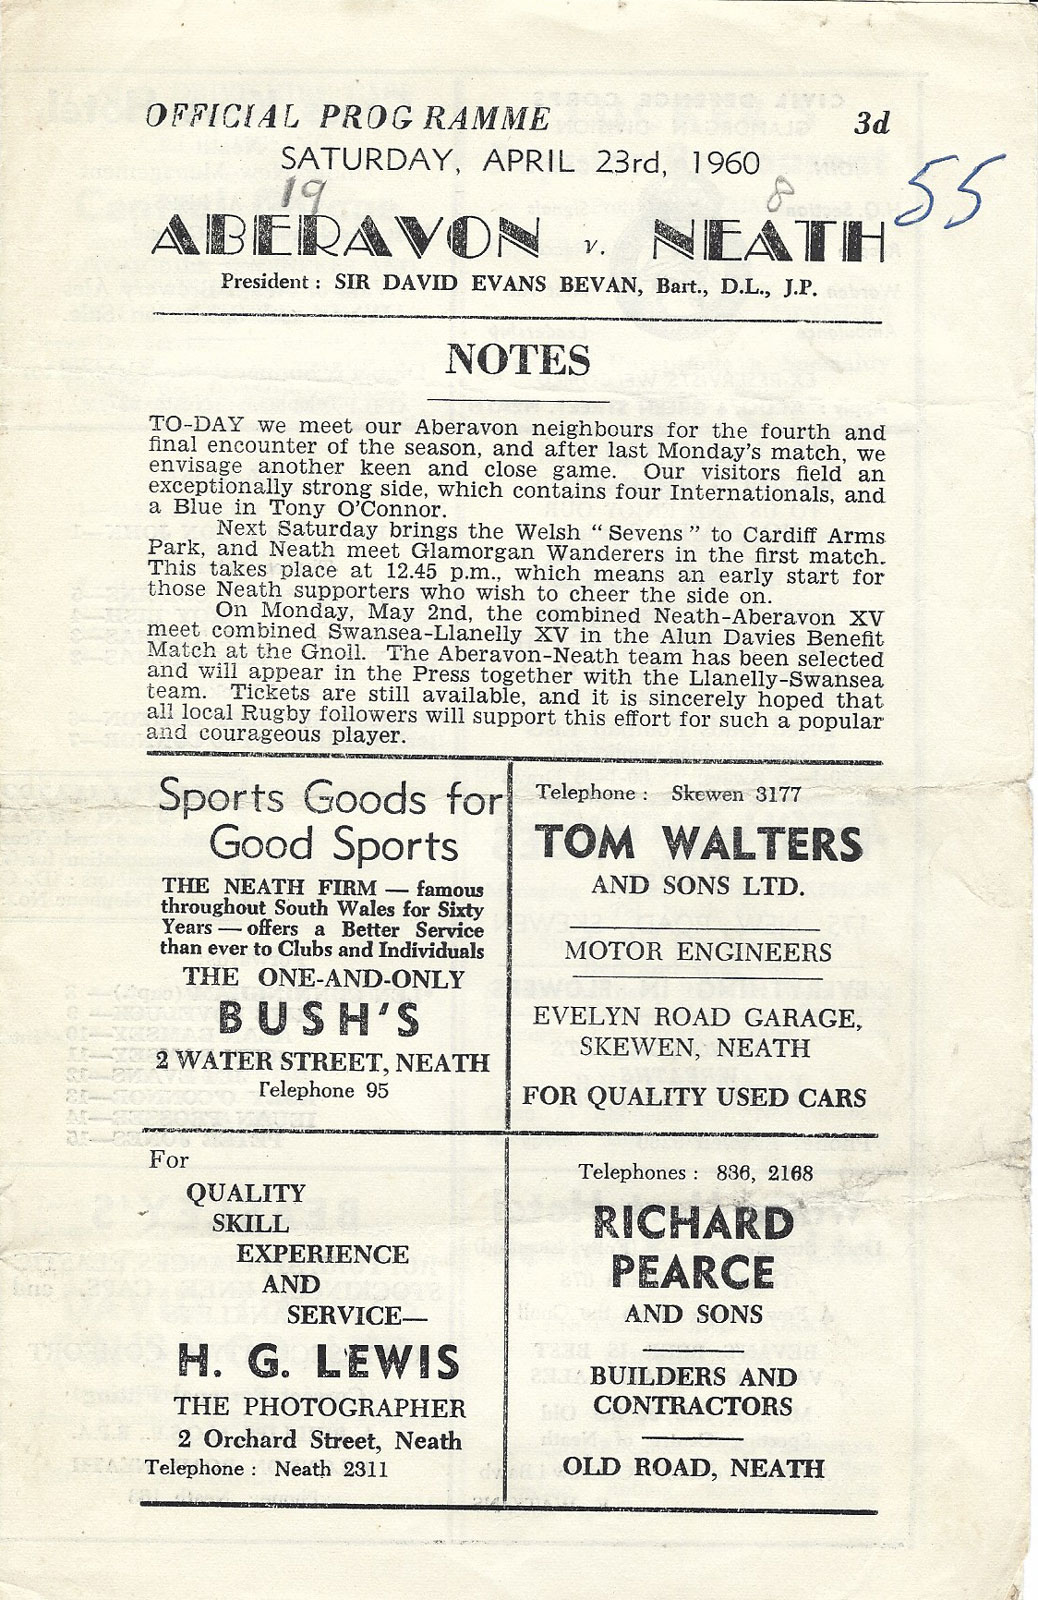 OFFICIAL PROGRAMME 3d
SATURDAY, APRIL 23rd, 1960
19 8 55
ABERAVON v. NEATH
President : SIR DAVID EVANS BEVAN, Bart., D.L., J.P.
NOTES
TO-DAY we meet our Aberavon neighbours for the fourth and
final encounter of the season, and after last Monday's match, we
envisage another keen and close game. Our visitors field an
exceptionally strong side, which contains four Internationals, and
a Blue in Tony O'Connor.
Next Saturday brings the Welsh "Sevens" to Cardiff Arms
Park, and Neath meet Glamorgan Wanderers in the first match.
This takes place at 12.45 p.m., which means an early start for
those Neath supporters who wish to cheer the side on.
On Monday, May 2nd, the combined Neath-Aberavon XV
meet combined Swansea-Llanelly XV in the Alun Davies Benefit
Match at the Gnoll. The Aberavon-Neath team has been selected
and will appear in the Press together with the Llanelly-Swansea
team. Tickets are still available, and it is sincerely hoped that
all local Rugby followers will support this effort for such a popular
and courageous player.
Sports Goods for
Good Sports
THE NEATH FIRM — famous
throughout South Wales for Sixty
Years — offers a Better Service
than ever to Clubs and Individuals
THE ONE-AND-ONLY
BUSH'S
2 WATER STREET, NEATH
Telephone 95
Telephone : Skewen 3177
TOM WALTERS
AND SONS LTD.
MOTOR ENGINEERS
EVELYN ROAD GARAGE,
SKEWEN, NEATH
FOR QUALITY USED CARS
For
QUALITY
SKILL
EXPERIENCE
AND
SERVICE—
H. G. LEWIS
THE PHOTOGRAPHER
2 Orchard Street, Neath
Telephone : Neath 2311
Telephones : 836, 2168
RICHARD
PEARCE
AND SONS
BUILDERS AND
CONTRACTORS
OLD ROAD, NEATH